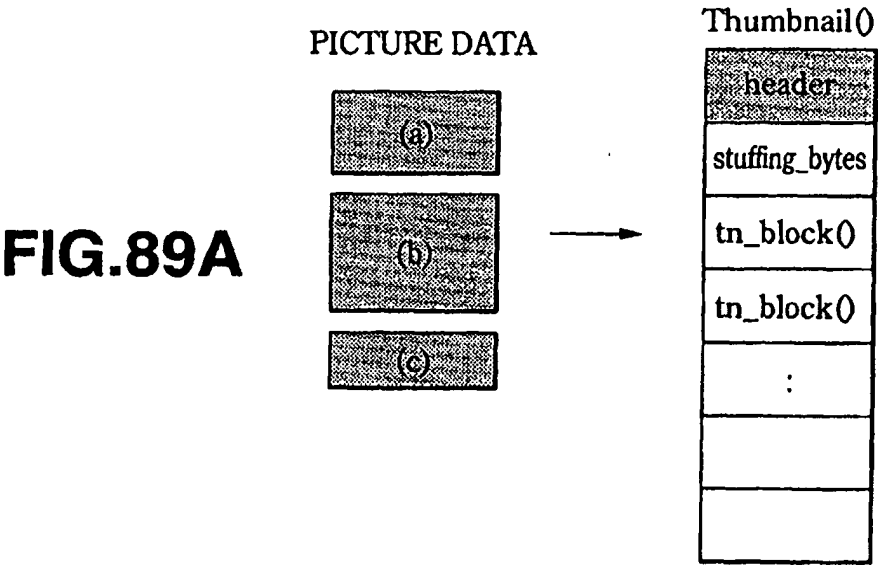 FIG.89A
PICTURE DATA
(a)
(b)
(c)
Thumbnail()
header
stuffing_bytes
tn_block()
tn_block()
: